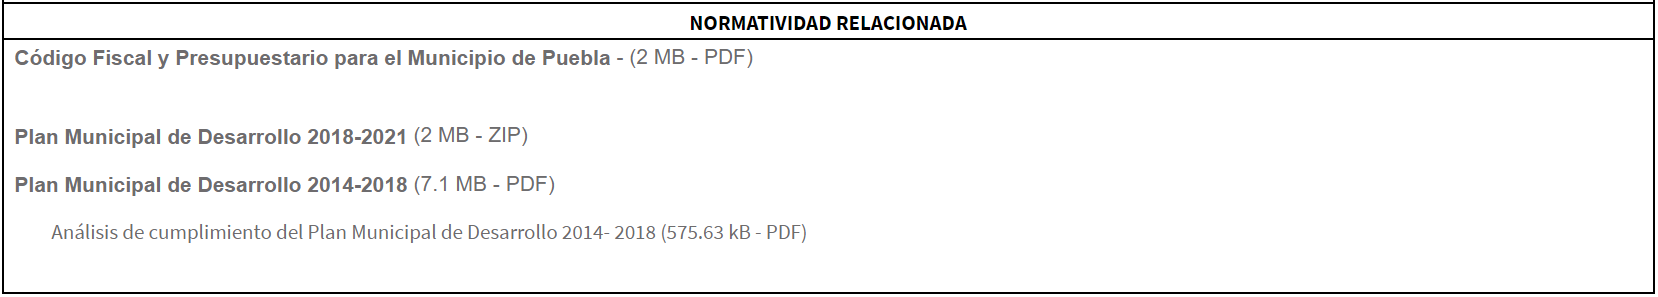 NORMATIVIDAD RELACIONADA
Código Fiscal y Presupuestario para el Municipio de Puebla - (2 MB - PDF)
Plan Municipal de Desarrollo 2018-2021 (2 MB - ZIP)
Plan Municipal de Desarrollo 2014-2018 (7.1 MB - PDF)
Análisis de cumplimiento del Plan Municipal de Desarrollo 2014- 2018 (575.63 kB - PDF)